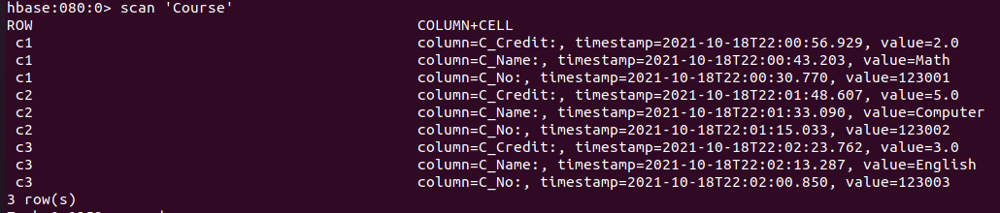 hbase:080:0> scan 'Course'
ROW COLUMN+CELL
c1 column=C_Credit:, timestamp=2021-10-18T22:00:56.929, value=2.0
c1 column=C_Name:, timestamp=2021-10-18T22:00:43.203, value=Math
c1 column=C_No:, timestamp=2021-10-18T22:00:30.770, value=123001
c2 column=C_Credit:, timestamp=2021-10-18T22:01:48.607, value=5.0
c2 column=C_Name:, timestamp=2021-10-18T22:01:33.090, value=Computer
c2 column=C_No:, timestamp=2021-10-18T22:01:15.033, value=123002
c3 column=C_Credit:, timestamp=2021-10-18T22:02:23.762, value=3.0
c3 column=C_Name:, timestamp=2021-10-18T22:02:13.287, value=English
c3 column=C_No:, timestamp=2021-10-18T22:02:00.850, value=123003
3 row(s)